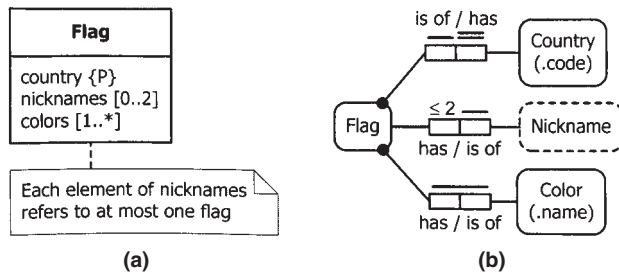 Flag
country {P}
nicknames [0..2]
colors [1..*]
Each element of nicknames
refers to at most one flag
(a)
is of / has
Country
(.code)
Flag
≤ 2
Nickname
has / is of
Color
(.name)
has / is of
(b)